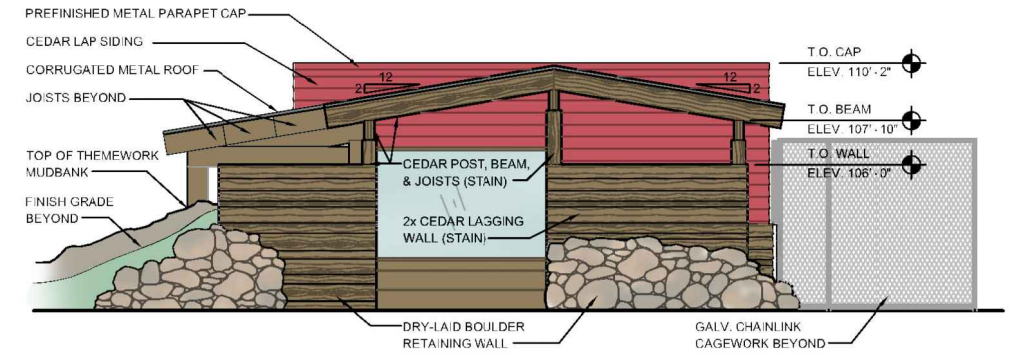 PREFINISHED METAL PARAPET CAP
CEDAR LAP SIDING
CORRUGATED METAL ROOF
JOISTS BEYOND
TOP OF THEMEWORK
MUDBANK
FINISH GRADE
BEYOND
12
2
12
2
T.O. CAP
ELEV. 110'-2"
T.O. BEAM
ELEV. 107'-10"
T.O. WALL
ELEV. 106'-0"
CEDAR POST, BEAM,
& JOISTS (STAIN)
2x CEDAR LAGGING
WALL (STAIN)
DRY-LAID BOULDER
RETAINING WALL
GALV. CHAINLINK
CAGEWORK BEYOND